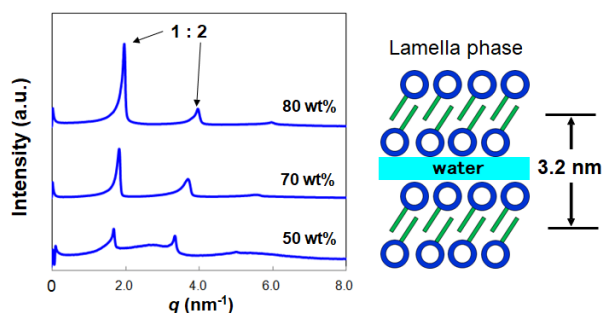 1 : 2
Intensity (a.u.)
80 wt%
70 wt%
50 wt%
0
2.0
4.0
6.0
8.0
q (nm-1)
Lamella phase
water
3.2 nm